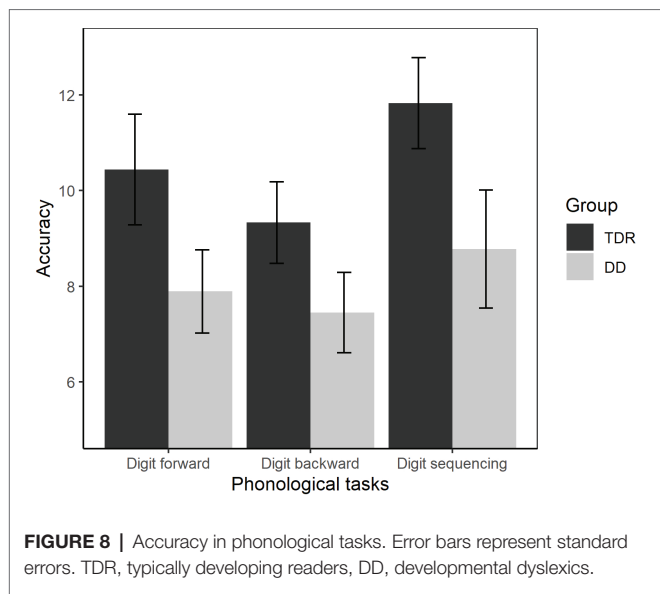 12
10
8
6
Accuracy
Digit forward
Digit backward
Digit sequencing
Phonological tasks
Group
TDR
DD
FIGURE 8 | Accuracy in phonological tasks. Error bars represent standard
errors. TDR, typically developing readers, DD, developmental dyslexics.